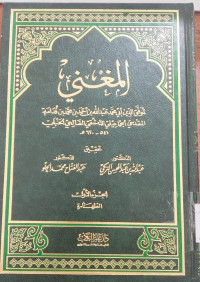 المغني
لموفق الدين أبي محمد عبد الله بن أحمد بن محمد بن قدامة
المقدسي الجماعيلي الدمشقي الصالحي الحنبلي
٥٤١ - ٦٢٠ هـ
تحقيق
الدكتور الدكتور
عبد الله بن عبد المحسن التركي عبد الفتاح محمد الحلو
الجزء الأول
دار عالم الكتب